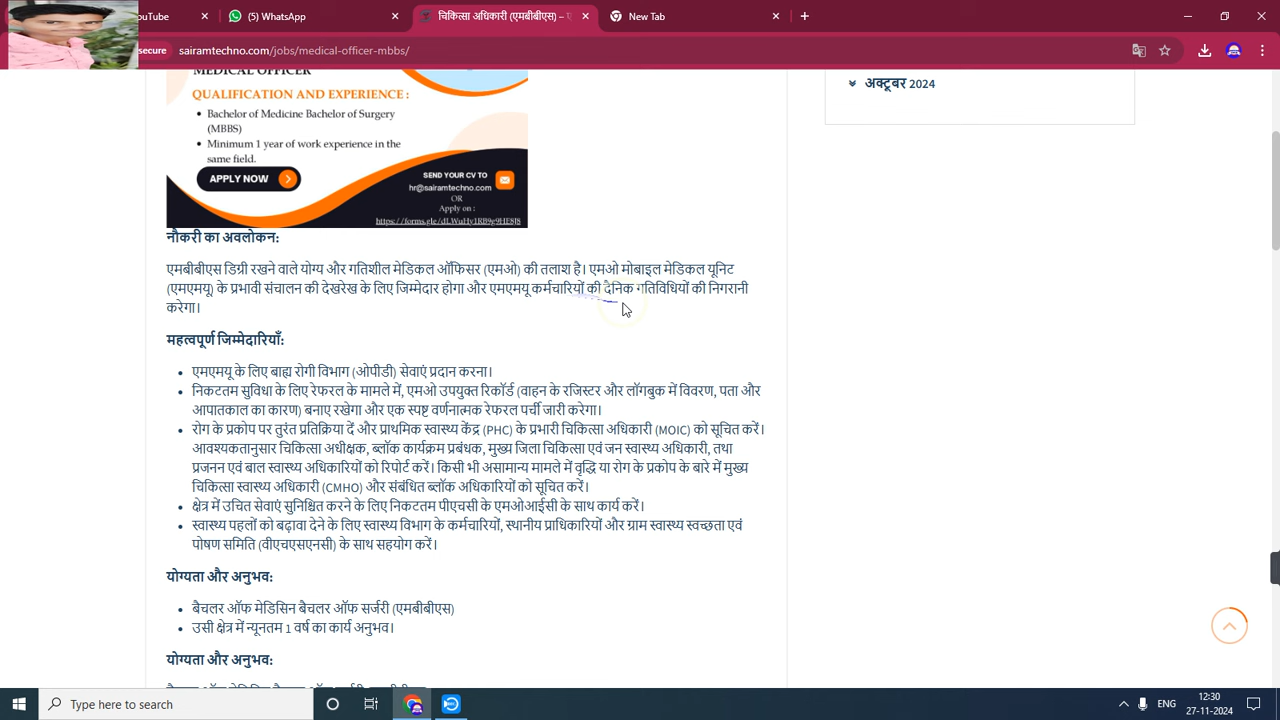 ouTube
(5) WhatsApp
चिकित्सा अधिकारी (एमबीबीएस) –
New Tab
secure
sairamtechno.com/jobs/medical-officer-mbbs/
MEDICAL OFFICER
QUALIFICATION AND EXPERIENCE :
Bachelor of Medicine Bachelor of Surgery
(MBBS)
Minimum 1 year of work experience in the
same field.
APPLY NOW
SEND YOUR CV TO
hr@sairamtechno.com
OR
Apply on :
अक्टूबर 2024
नौकरी का अवलोकन:
एमबीबीएस डिग्री रखने वाले योग्य और गतिशील मेडिकल ऑफिसर (एमओ) की तलाश है। एमओ मोबाइल मेडिकल यूनिट
(एमएमयू) के प्रभावी संचालन की देखरेख के लिए जिम्मेदार होगा और एमएमयू कर्मचारियों की दैनिक गतिविधियों की निगरानी
करेगा।
महत्वपूर्ण जिम्मेदारियाँ:
एमएमयू के लिए बाह्य रोगी विभाग (ओपीडी) सेवाएं प्रदान करना।
निकटतम सुविधा के लिए रेफरल के मामले में, एमओ उपयुक्त रिकॉर्ड (वाहन के रजिस्टर और लॉगबुक में विवरण, पता और
आपातकाल का कारण) बनाए रखेगा और एक स्पष्ट वर्णनात्मक रेफरल पर्ची जारी करेगा।
रोग के प्रकोप पर तुरंत प्रतिक्रिया दें और प्राथमिक स्वास्थ्य केंद्र (PHC) के प्रभारी चिकित्सा अधिकारी (MOIC) को सूचित करें।
आवश्यकतानुसार चिकित्सा अधीक्षक, ब्लॉक कार्यक्रम प्रबंधक, मुख्य जिला चिकित्सा एवं जन स्वास्थ्य अधिकारी, तथा
प्रजनन एवं बाल स्वास्थ्य अधिकारियों को रिपोर्ट करें। किसी भी असामान्य मामले में वृद्धि या रोग के प्रकोप के बारे में मुख्य
चिकित्सा स्वास्थ्य अधिकारी (CMHO) और संबंधित ब्लॉक अधिकारियों को सूचित करें।
क्षेत्र में उचित सेवाएं सुनिश्चित करने के लिए निकटतम पीएचसी के एमओआईसी के साथ कार्य करें।
स्वास्थ्य पहलों को बढ़ावा देने के लिए स्वास्थ्य विभाग के कर्मचारियों, स्थानीय प्राधिकारियों और ग्राम स्वास्थ्य स्वच्छता एवं
पोषण समिति (वीएचएसएनसी) के साथ सहयोग करें।
योग्यता और अनुभव:
बैचलर ऑफ मेडिसिन बैचलर ऑफ सर्जरी (एमबीबीएस)
उसी क्षेत्र में न्यूनतम 1 वर्ष का कार्य अनुभव।
योग्यता और अनुभव:
Type here to search
ENG
12:30
27-11-2024